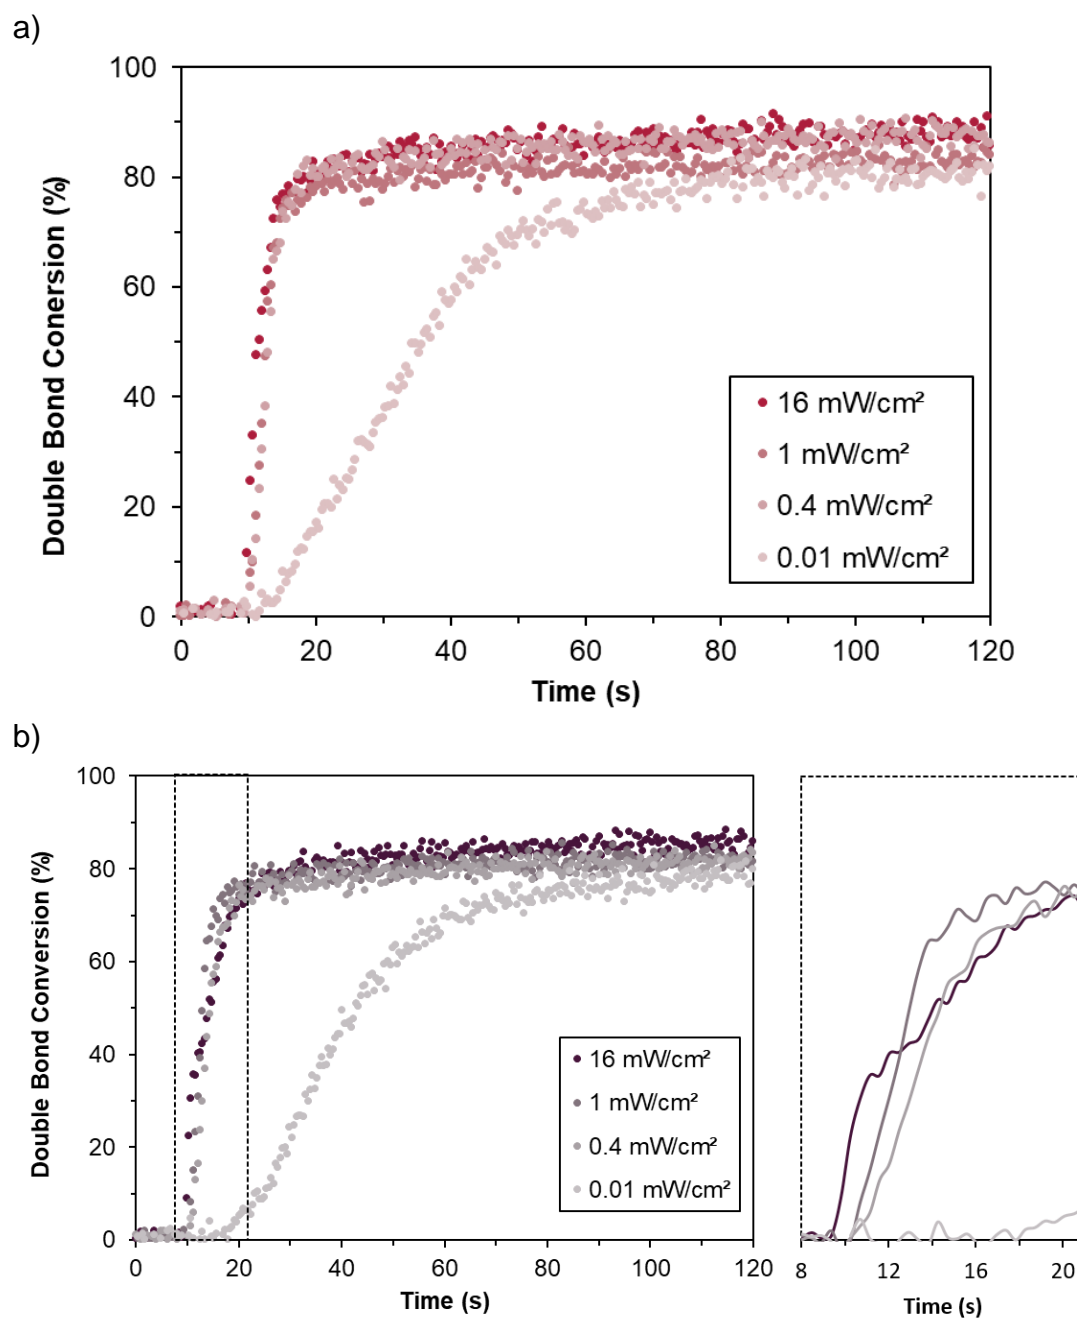 a)
100
80
60
40
20
0
Double Bond Conersion (%)
16 mW/cm²
1 mW/cm²
0.4 mW/cm²
0.01 mW/cm²
0 20 40 60 80 100 120
Time (s)
b)
100
80
60
40
20
0
Double Bond Conversion (%)
16 mW/cm²
1 mW/cm²
0.4 mW/cm²
0.01 mW/cm²
0 20 40 60 80 100 120
Time (s)
8 12 16 20
Time (s)